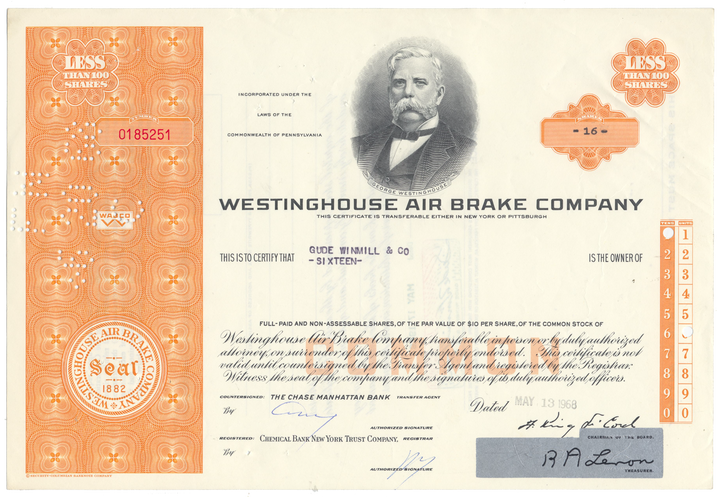 LESS
THAN 100
SHARES
NUMBER
0185251
INCORPORATED UNDER THE
LAWS OF THE
COMMONWEALTH OF PENNSYLVANIA
GEORGE WESTINGHOUSE
LESS
THAN 100
SHARES
SHARES
-16-
WESTINGHOUSE AIR BRAKE COMPANY
THIS CERTIFICATE IS TRANSFERABLE EITHER IN NEW YORK OR PITTSBURGH
THIS IS TO CERTIFY THAT
GUDE WINMILL & CO
-SIXTEEN-
IS THE OWNER OF
FULL-PAID AND NON-ASSESSABLE SHARES, OF THE PAR VALUE OF $10 PER SHARE, OF THE COMMON STOCK OF
Westinghouse Air Brake Company, transferable in person or by duly authorized
attorney, on surrender of this certificate properly endorsed. This certificate is not
valid until countersigned by the Transfer Agent and registered by the Registrar.
Witness the seal of the company and the signatures of its duly authorized officers.
COUNTERSIGNED: THE CHASE MANHATTAN BANK TRANSFER AGENT
By
AUTHORIZED SIGNATURE
REGISTERED: CHEMICAL BANK NEW YORK TRUST COMPANY, REGISTRAR
By
AUTHORIZED SIGNATURE
Dated MAY 13 1968
CHAIRMAN OF THE BOARD.
TREASURER.
WABCO
WESTINGHOUSE AIR BRAKE COMPANY
Seal
1882
TENS UNITS
1
2 2
3 3
4 4
5 5
6 6
7 7
8 8
9 9
0 0